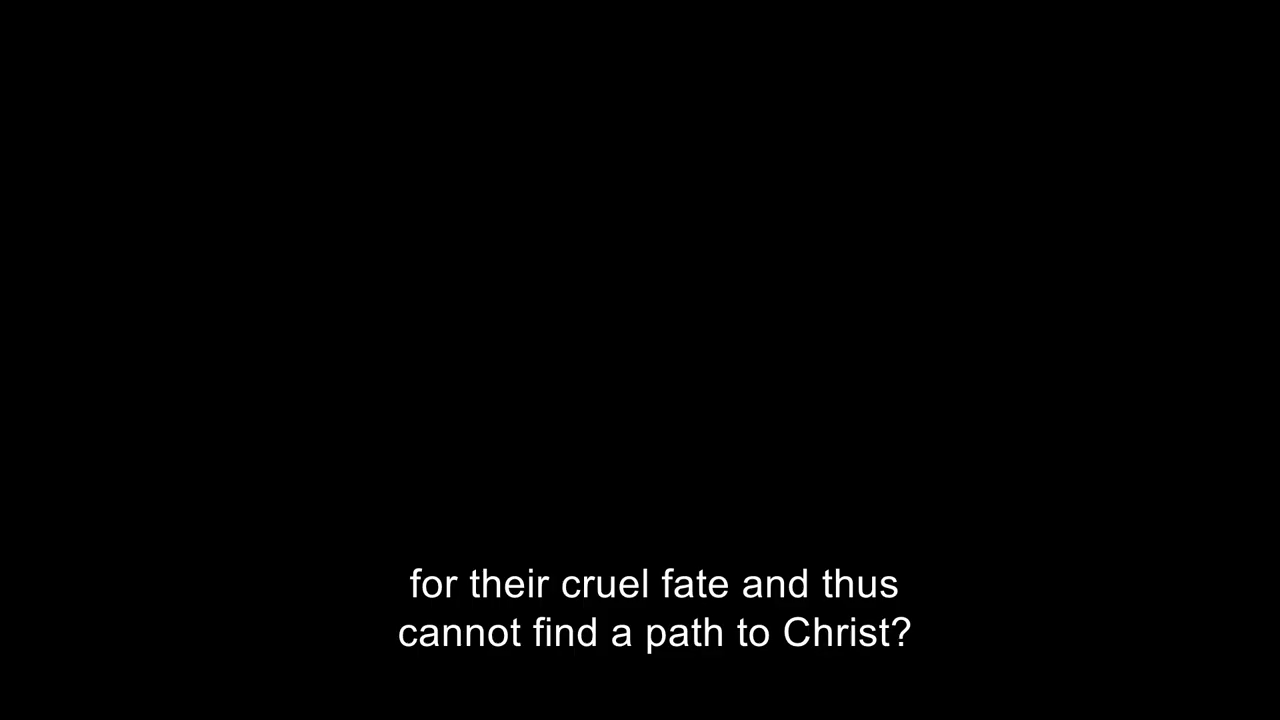 for their cruel fate and thus
cannot find a path to Christ?